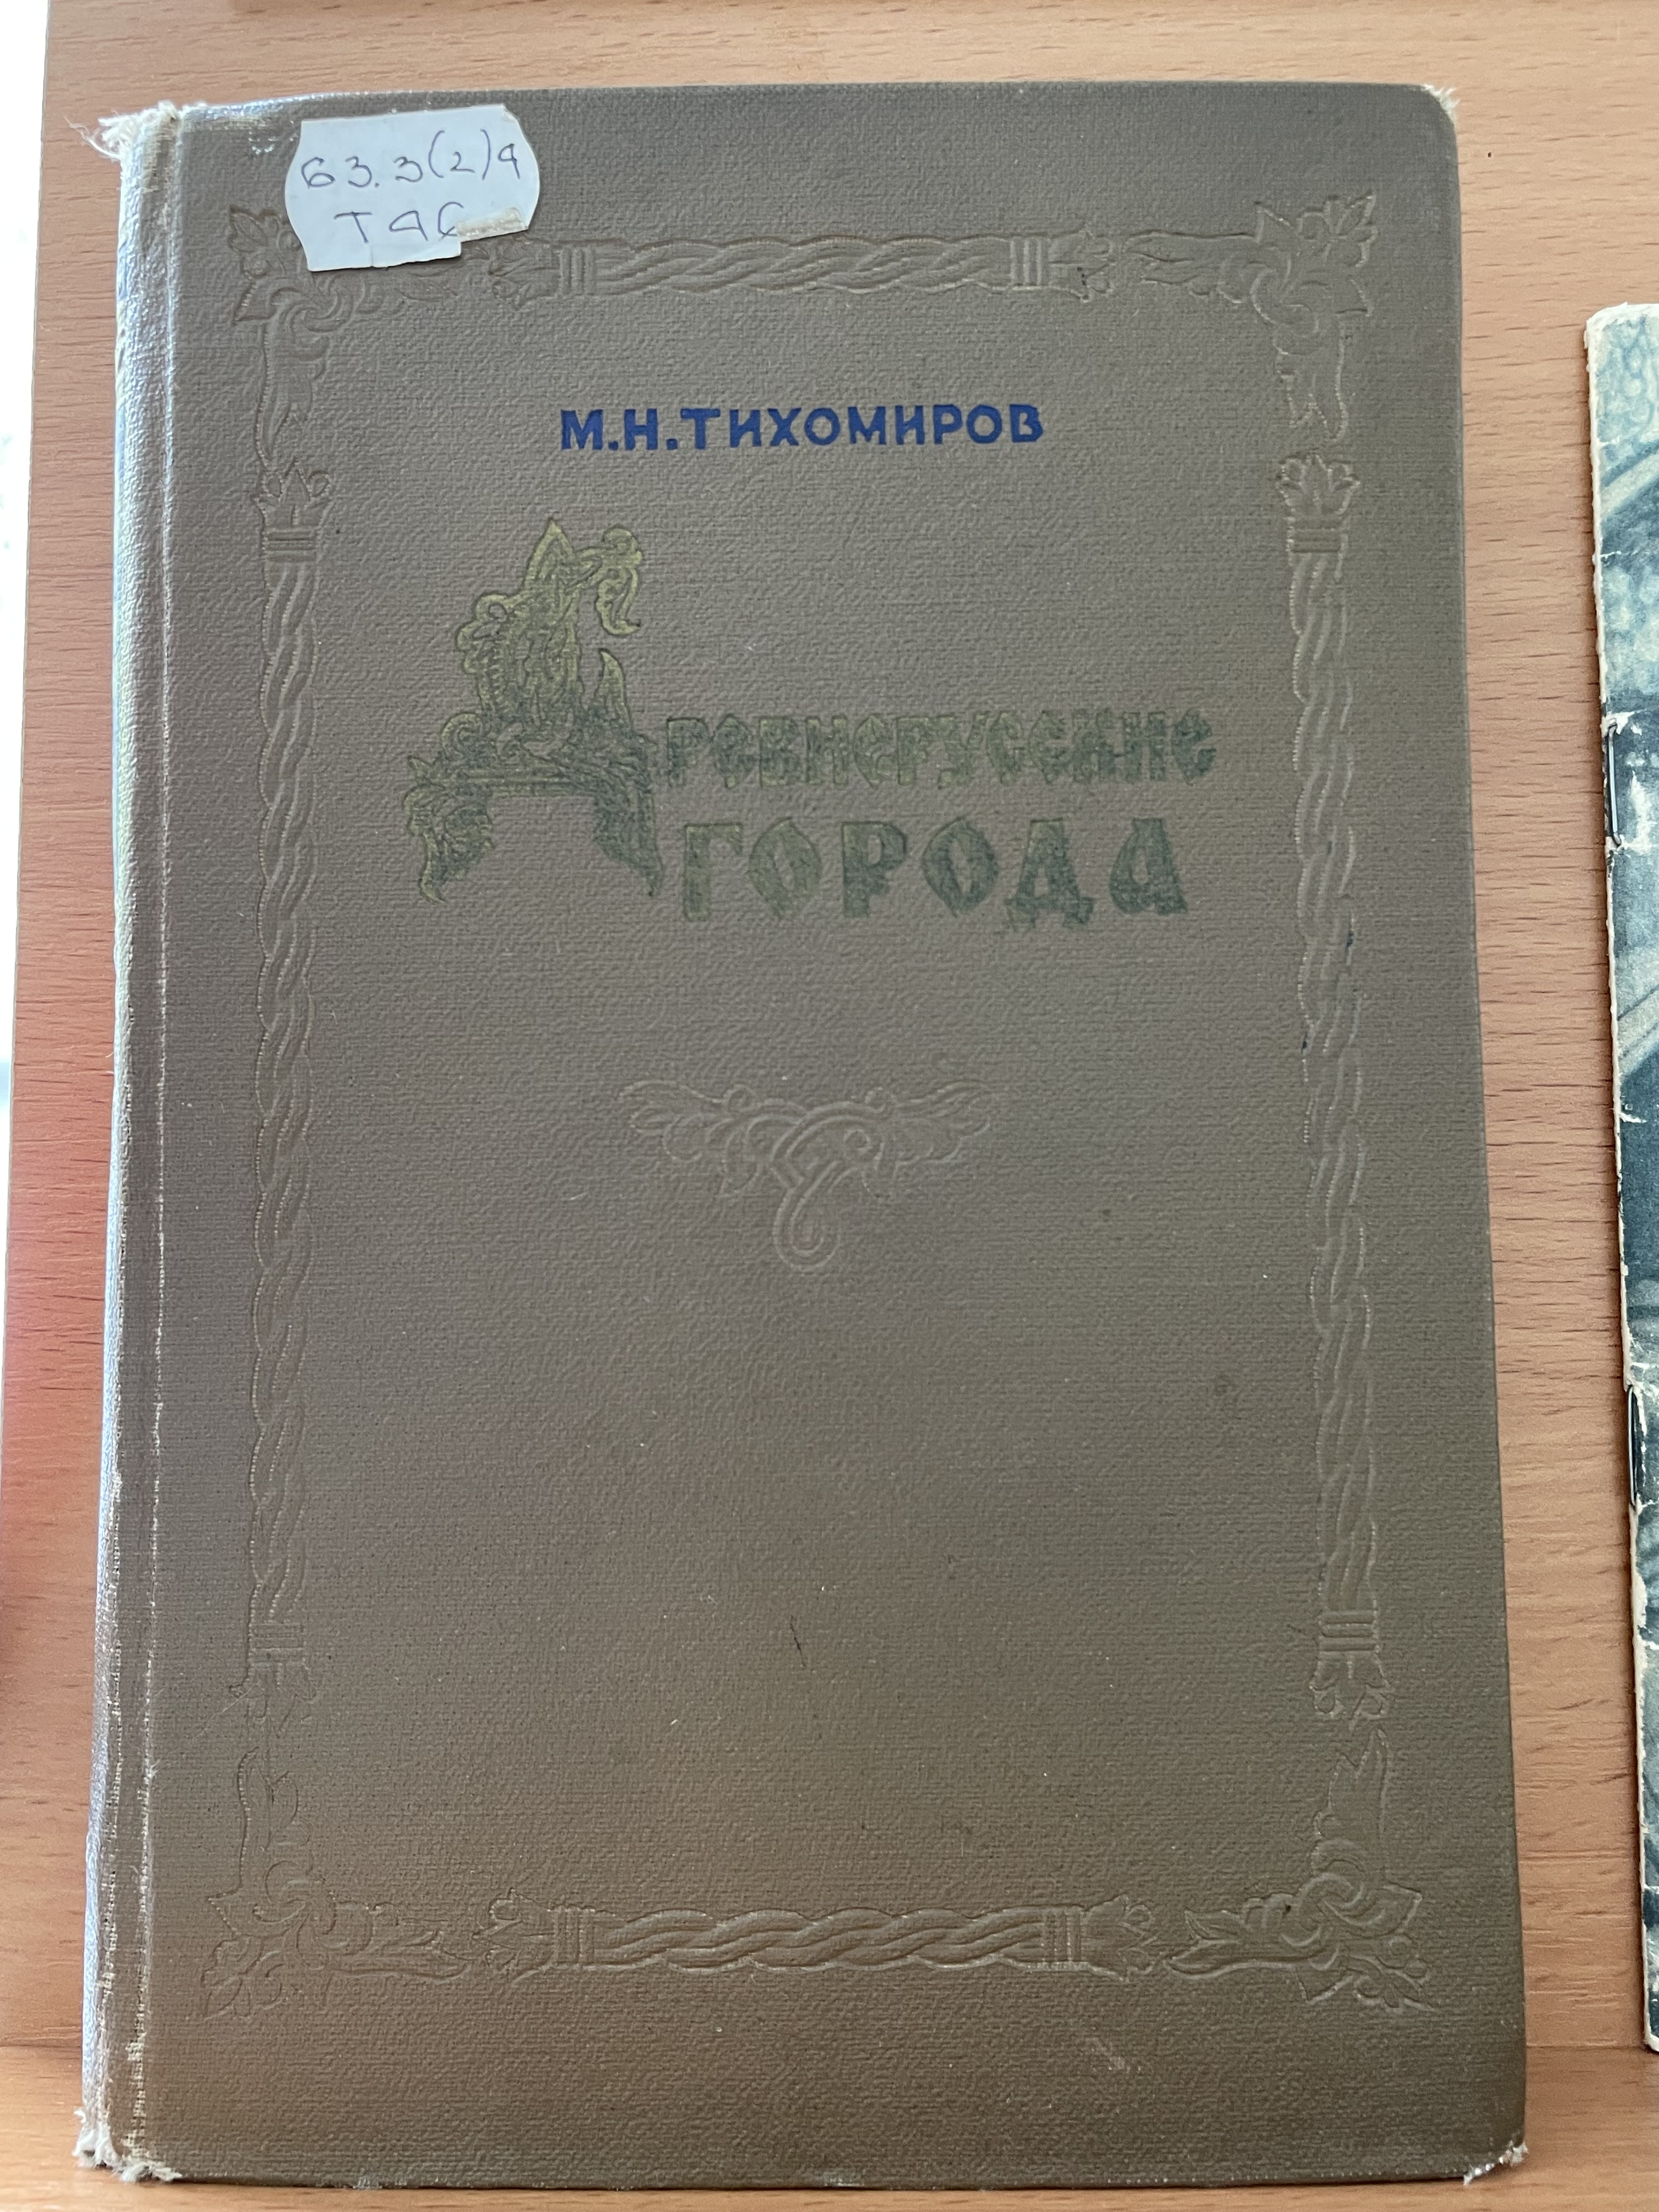 63.3(2)4
Т46
М.Н.ТИХОМИРОВ
ДРЕВНЕРУССКИЕ
ГОРОДА